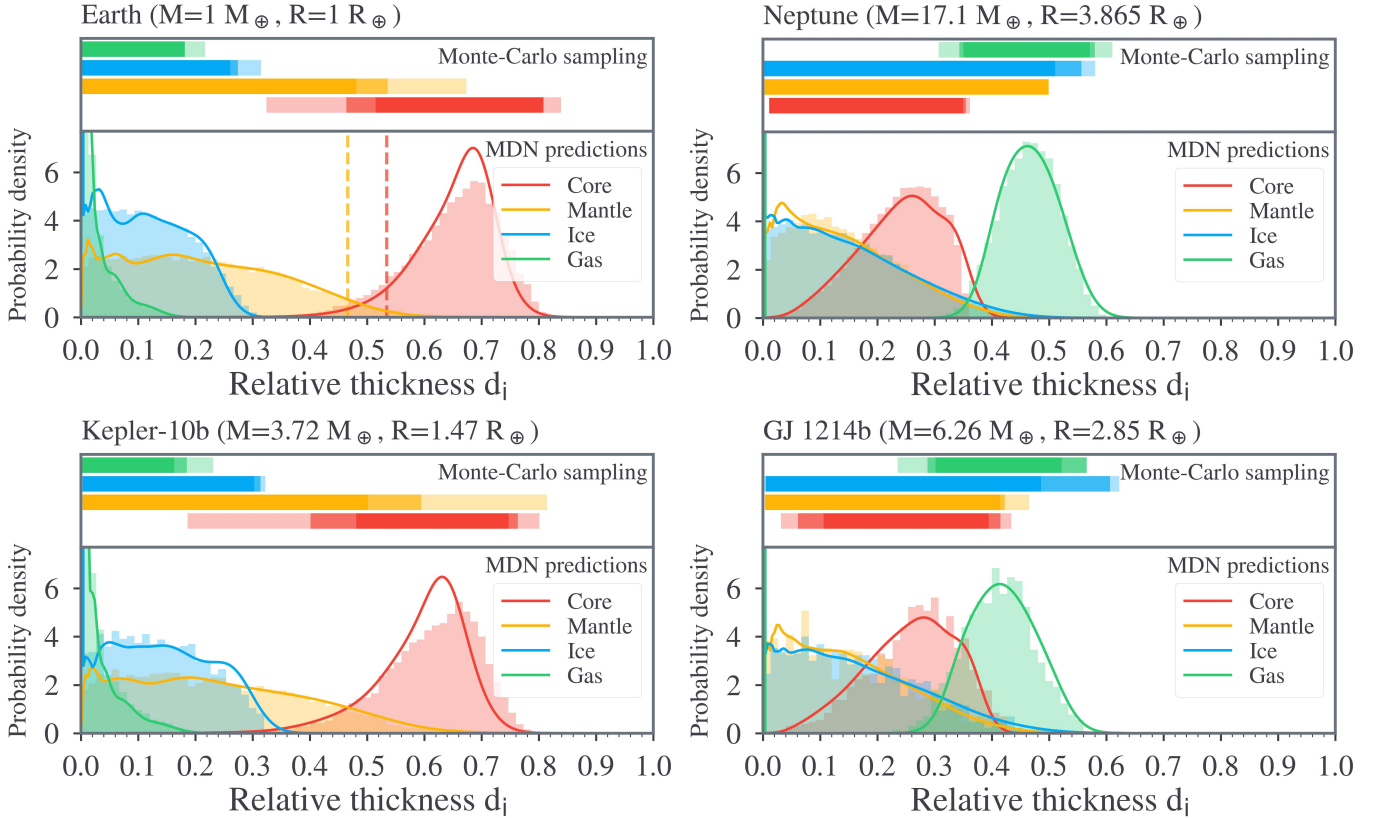 Earth (M=1 M⊕, R=1 R⊕)
Monte-Carlo sampling
MDN predictions
Core
Mantle
Ice
Gas
Probability density
6
4
2
0
0.0 0.1 0.2 0.3 0.4 0.5 0.6 0.7 0.8 0.9 1.0
Relative thickness di
Neptune (M=17.1 M⊕, R=3.865 R⊕)
Monte-Carlo sampling
MDN predictions
Core
Mantle
Ice
Gas
Probability density
6
4
2
0
0.0 0.1 0.2 0.3 0.4 0.5 0.6 0.7 0.8 0.9 1.0
Relative thickness di
Kepler-10b (M=3.72 M⊕, R=1.47 R⊕)
Monte-Carlo sampling
MDN predictions
Core
Mantle
Ice
Gas
Probability density
6
4
2
0
0.0 0.1 0.2 0.3 0.4 0.5 0.6 0.7 0.8 0.9 1.0
Relative thickness di
GJ 1214b (M=6.26 M⊕, R=2.85 R⊕)
Monte-Carlo sampling
MDN predictions
Core
Mantle
Ice
Gas
Probability density
6
4
2
0
0.0 0.1 0.2 0.3 0.4 0.5 0.6 0.7 0.8 0.9 1.0
Relative thickness di